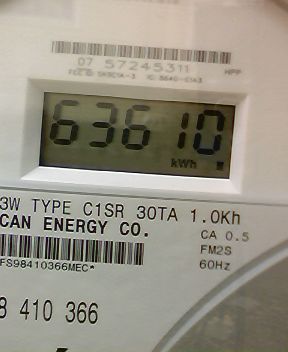 07 57245311
HPP
63610
kWh
3W TYPE C1SR 30TA 1.0Kh
CAN ENERGY CO.
CA 0.5
FM2S
60Hz
FS98410366MEC*
8 410 366